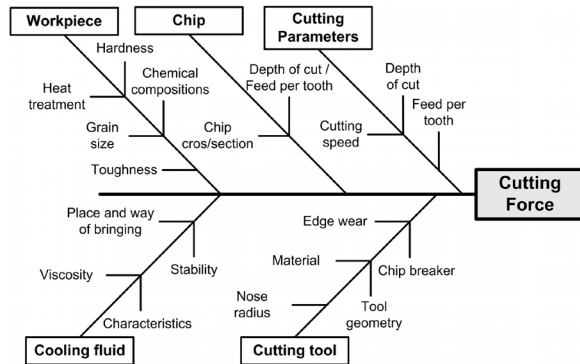 Workpiece
Chip
Cutting
Parameters
Hardness
Heat
treatment
Chemical
compositions
Grain
size
Toughness
Depth of cut /
Feed per tooth
Chip
cros/section
Depth
of cut
Feed per
tooth
Cutting
speed
Cutting
Force
Place and way
of bringing
Stability
Viscosity
Characteristics
Cooling fluid
Edge wear
Chip breaker
Material
Tool
geometry
Nose
radius
Cutting tool